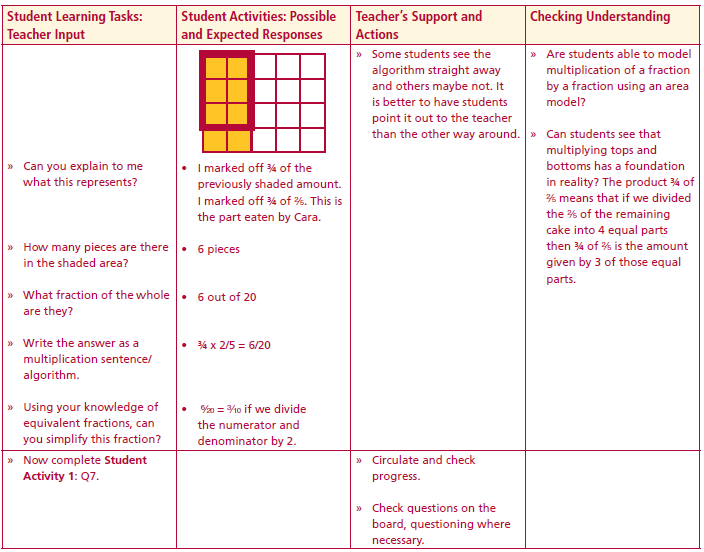 Student Learning Tasks:
Teacher Input
Student Activities: Possible
and Expected Responses
Teacher's Support and
Actions
Checking Understanding
» Some students see the
algorithm straight away
and others maybe not. It
is better to have students
point it out to the teacher
than the other way around.
» Are students able to model
multiplication of a fraction
by a fraction using an area
model?
» Can students see that
multiplying tops and
bottoms has a foundation
in reality? The product ¾ of
⅖ means that if we divided
the ⅖ of the remaining
cake into 4 equal parts
then ¾ of ⅖ is the amount
given by 3 of those equal
parts.
» Can you explain to me
what this represents?
• I marked off ¾ of the
previously shaded amount.
I marked off ¾ of ⅖. This is
the part eaten by Cara.
» How many pieces are there
in the shaded area?
• 6 pieces
» What fraction of the whole
are they?
• 6 out of 20
» Write the answer as a
multiplication sentence/
algorithm.
• ¾ x 2/5 = 6/20
» Using your knowledge of
equivalent fractions, can
you simplify this fraction?
• 6/20 = 3/10 if we divide
the numerator and
denominator by 2.
» Now complete Student
Activity 1: Q7.
» Circulate and check
progress.
» Check questions on the
board, questioning where
necessary.